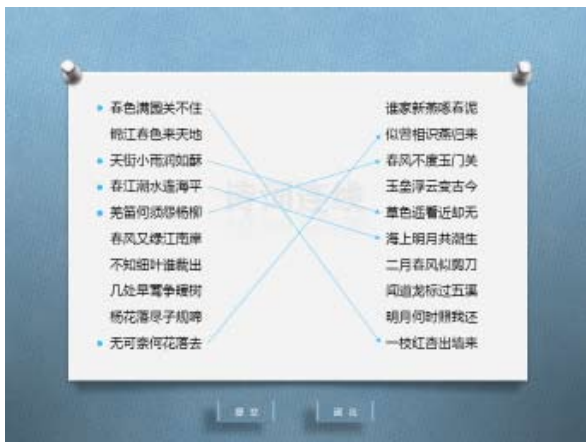 春色满园关不住
锦江春色来天地
天街小雨润如酥
春江潮水连海平
羌笛何须怨杨柳
春风又绿江南岸
不知细叶谁裁出
几处早莺争暖树
杨花落尽子规啼
无可奈何花落去
谁家新燕啄春泥
似曾相识燕归来
春风不度玉门关
玉垒浮云变古今
草色遥看近却无
海上明月共潮生
二月春风似剪刀
闻道龙标过五溪
明月何时照我还
一枝红杏出墙来